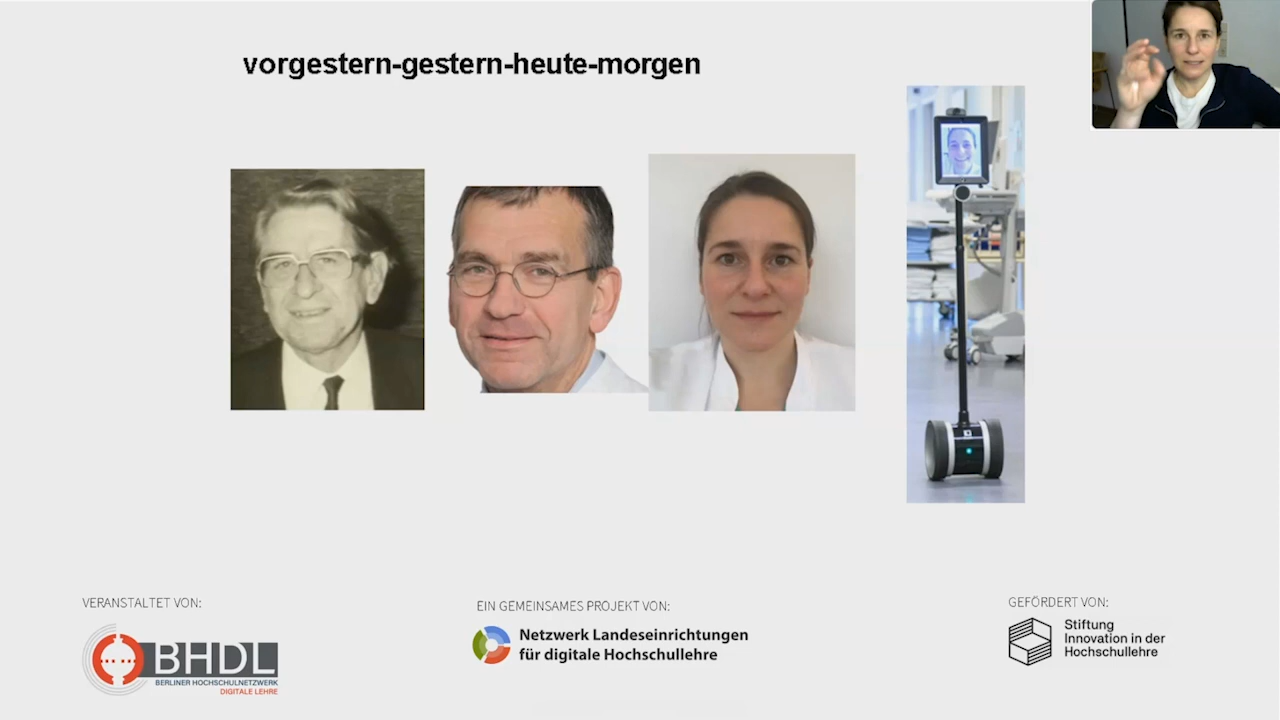 vorgestern-gestern-heute-morgen
VERANSTALTET VON:
BHDL
BERLINER HOCHSCHULNETZWERK
DIGITALE LEHRE
EIN GEMEINSAMES PROJEKT VON:
Netzwerk Landeseinrichtungen
für digitale Hochschullehre
GEFÖRDERT VON:
Stiftung
Innovation in der
Hochschullehre